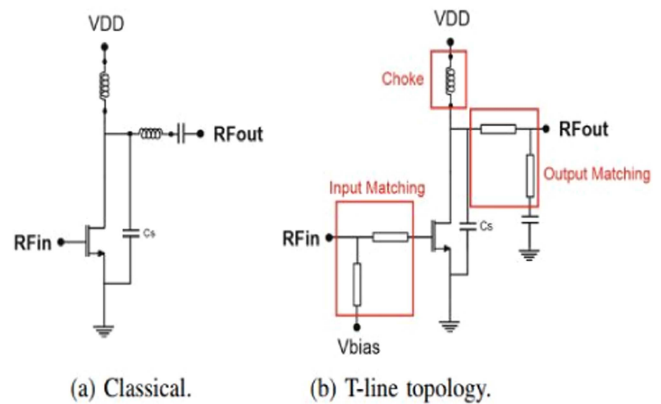 VDD
RFout
RFin
Cs
(a) Classical.
VDD
Choke
RFout
Output Matching
Input Matching
RFin
Cs
Vbias
(b) T-line topology.